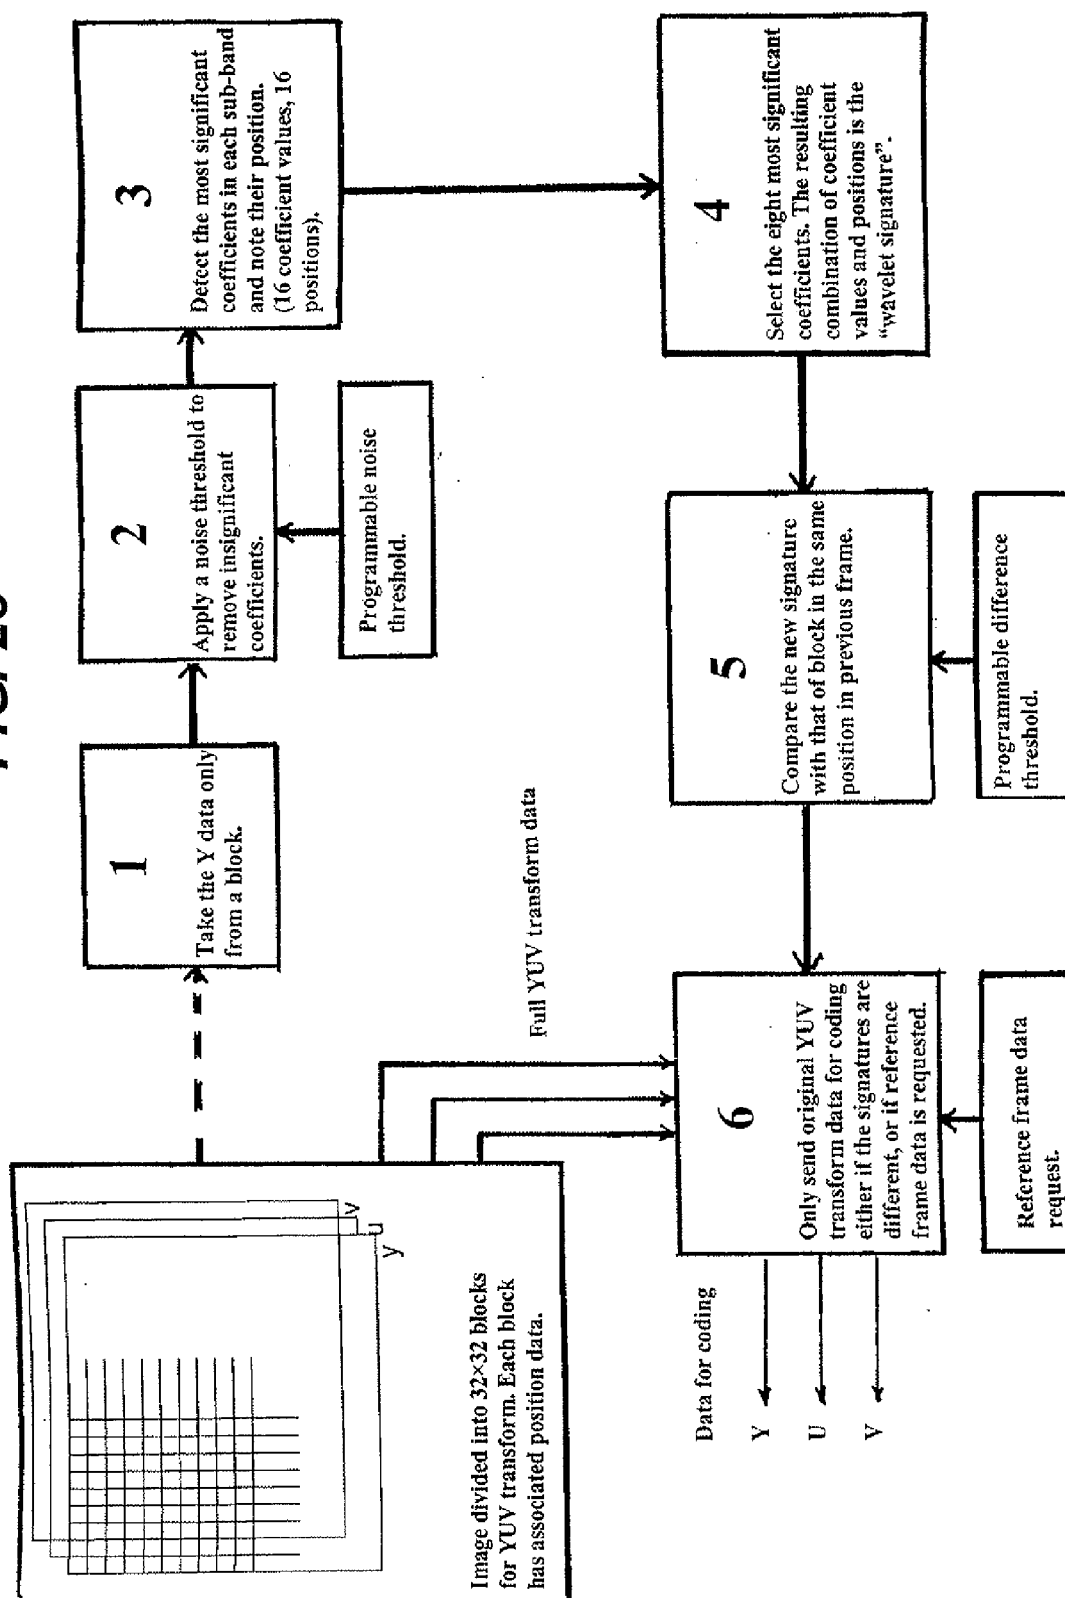 Image divided into 32×32 blocks
for YUV transform. Each block
has associated position data.
y
u
v
1
Take the Y data only
from a block.
2
Apply a noise threshold to
remove insignificant
coefficients.
Programmable noise
threshold.
3
Detect the most significant
coefficients in each sub-band
and note their position.
(16 coefficient values, 16
positions).
Full YUV transform data
4
Select the eight most significant
coefficients. The resulting
combination of coefficient
values and positions is the
“wavelet signature”.
5
Compare the new signature
with that of block in the same
position in previous frame.
Programmable difference
threshold.
6
Only send original YUV
transform data for coding
either if the signatures are
different, or if reference
frame data is requested.
Reference frame data
request.
Data for coding
Y
U
V